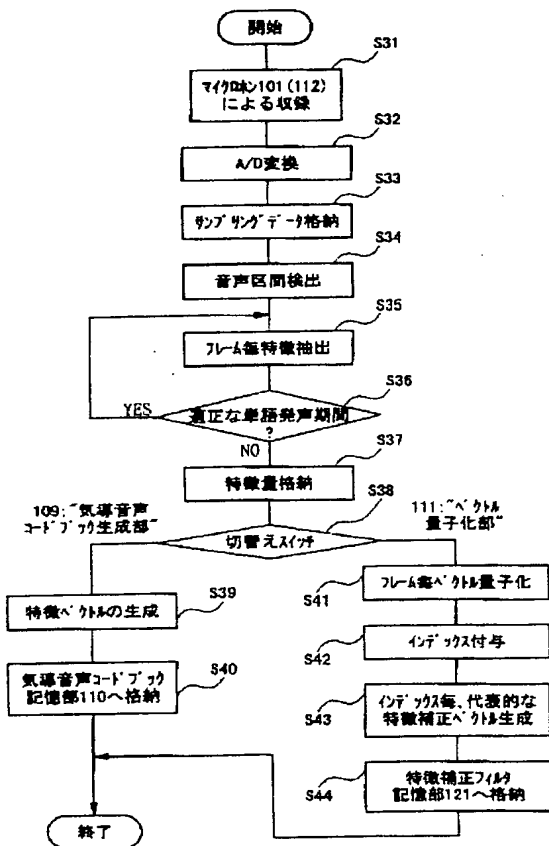 開始
S31
マイクロホン101(112)
による収録
S32
A/D変換
S33
サンプリングデータ格納
S34
音声区間検出
S35
フレーム毎特徴抽出
S36
適正な単語発声期間
?
YES
NO
S37
特徴量格納
S38
切替えスイッチ
109:"気導音声
コードブック生成部"
111:"ベクトル
量子化部"
特徴ベクトルの生成
S39
気導音声コードブック
記憶部110へ格納
S40
フレーム毎ベクトル量子化
S41
インデックス付与
S42
インデックス毎、代表的な
特徴補正ベクトル生成
S43
特徴補正フィルタ
記憶部121へ格納
S44
終了